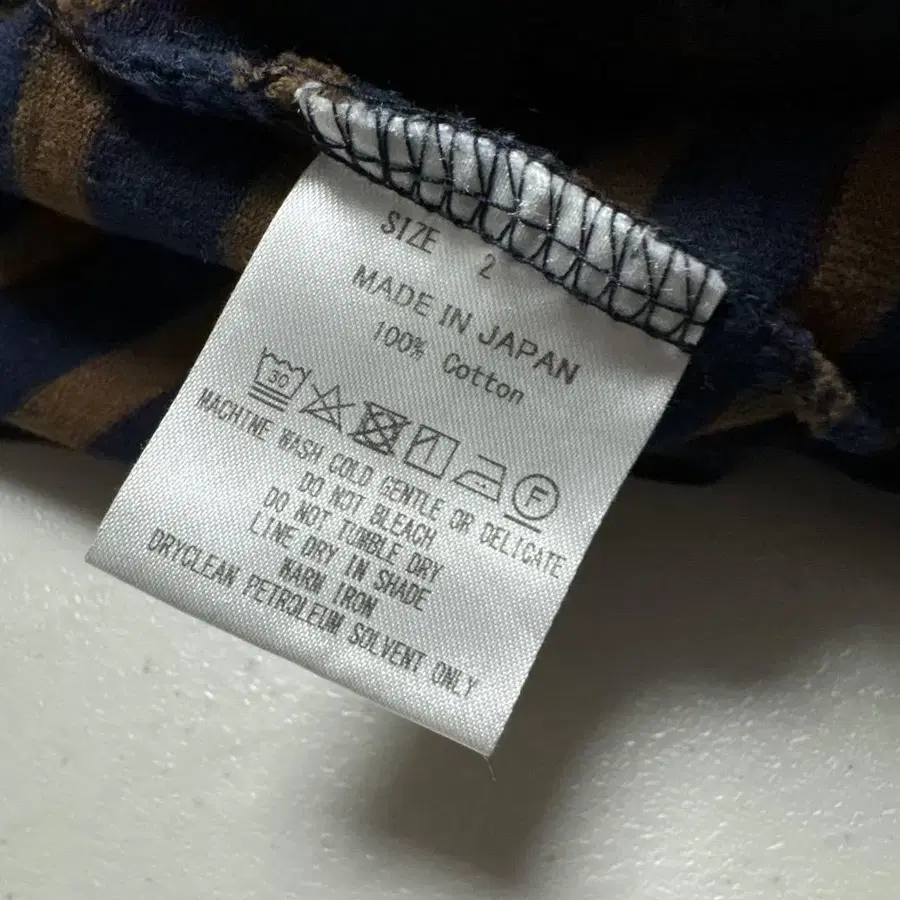 SIZE 2
MADE IN JAPAN
100% Cotton
30 F
MACHINE WASH COLD GENTLE OR DELICATE
DO NOT BLEACH
DO NOT TUMBLE DRY
LINE DRY IN SHADE
WARM IRON
DRYCLEAN PETROLEUM SOLVENT ONLY